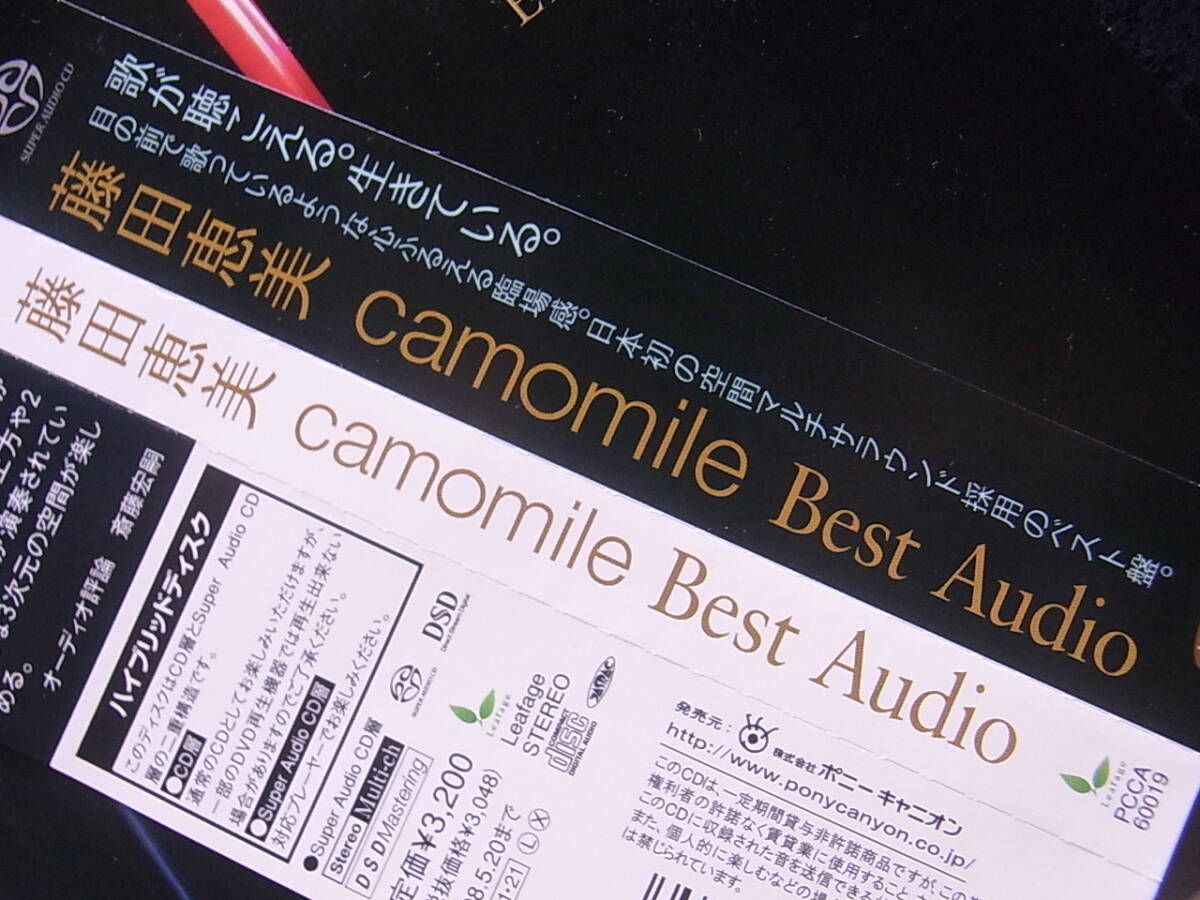 SUPER AUDIO CD
歌が聴こえる。生きている。
目の前で歌っているような心ふるえる臨場感。日本初の空間マルチサラウンド採用のベスト盤。
藤田恵美 camomile Best Audio
藤田恵美 camomile Best Audio
Leafage
PCCA
60019
方や2
が演奏されてい
3次元の空間が楽し
める。
オーディオ評論 斎藤宏嗣
ハイブリッドディスク
このディスクはCD層とSuper Audio CD
層の二重構造です。
●CD層
通常のCDとしてお楽しみいただけますが、
一部のDVD再生機器では再生出来ない
場合がありますのでご了承ください。
●Super Audio CD層
対応プレーヤーでお楽しみください。
●Super Audio CD層
Stereo Multi-ch
DSD Mastering
DSD
Direct Stream Digital
SUPER AUDIO CD
Leafage
Leafage
STEREO
COMPACT
disc
DIGITAL AUDIO
定価¥3,200
抜価格¥3,048)
8.5.20まで
1・21 Ⓛ Ⓧ
発売元: 株式会社ポニーキャニオン
http://www.ponycanyon.co.jp/
このCDは、一定期間貸与非許諾商品ですが、この
権利者の許諾なく賃貸業に使用すること、
このCDに収録された音を送信できる
また、個人的に楽しむなどの場
は禁じられています。